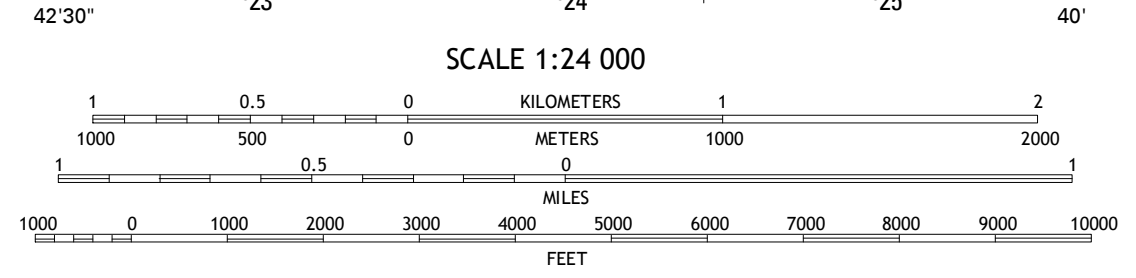 23 24 25
42'30" 40'
SCALE 1:24 000
1 0.5 0 KILOMETERS 1 2
1000 500 0 METERS 1000 2000
1 0.5 0 1
MILES
1000 0 1000 2000 3000 4000 5000 6000 7000 8000 9000 10000
FEET